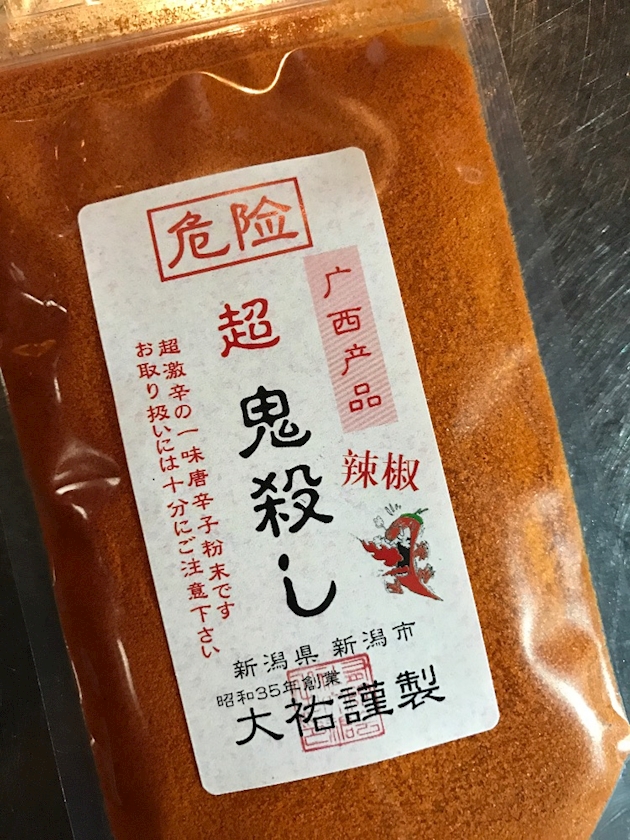 危险
广西产品
超
鬼殺し
辣椒
超激辛の一味唐辛子粉末です
お取り扱いには十分にご注意下さい
新潟県 新潟市
昭和35年創業
大祐謹製